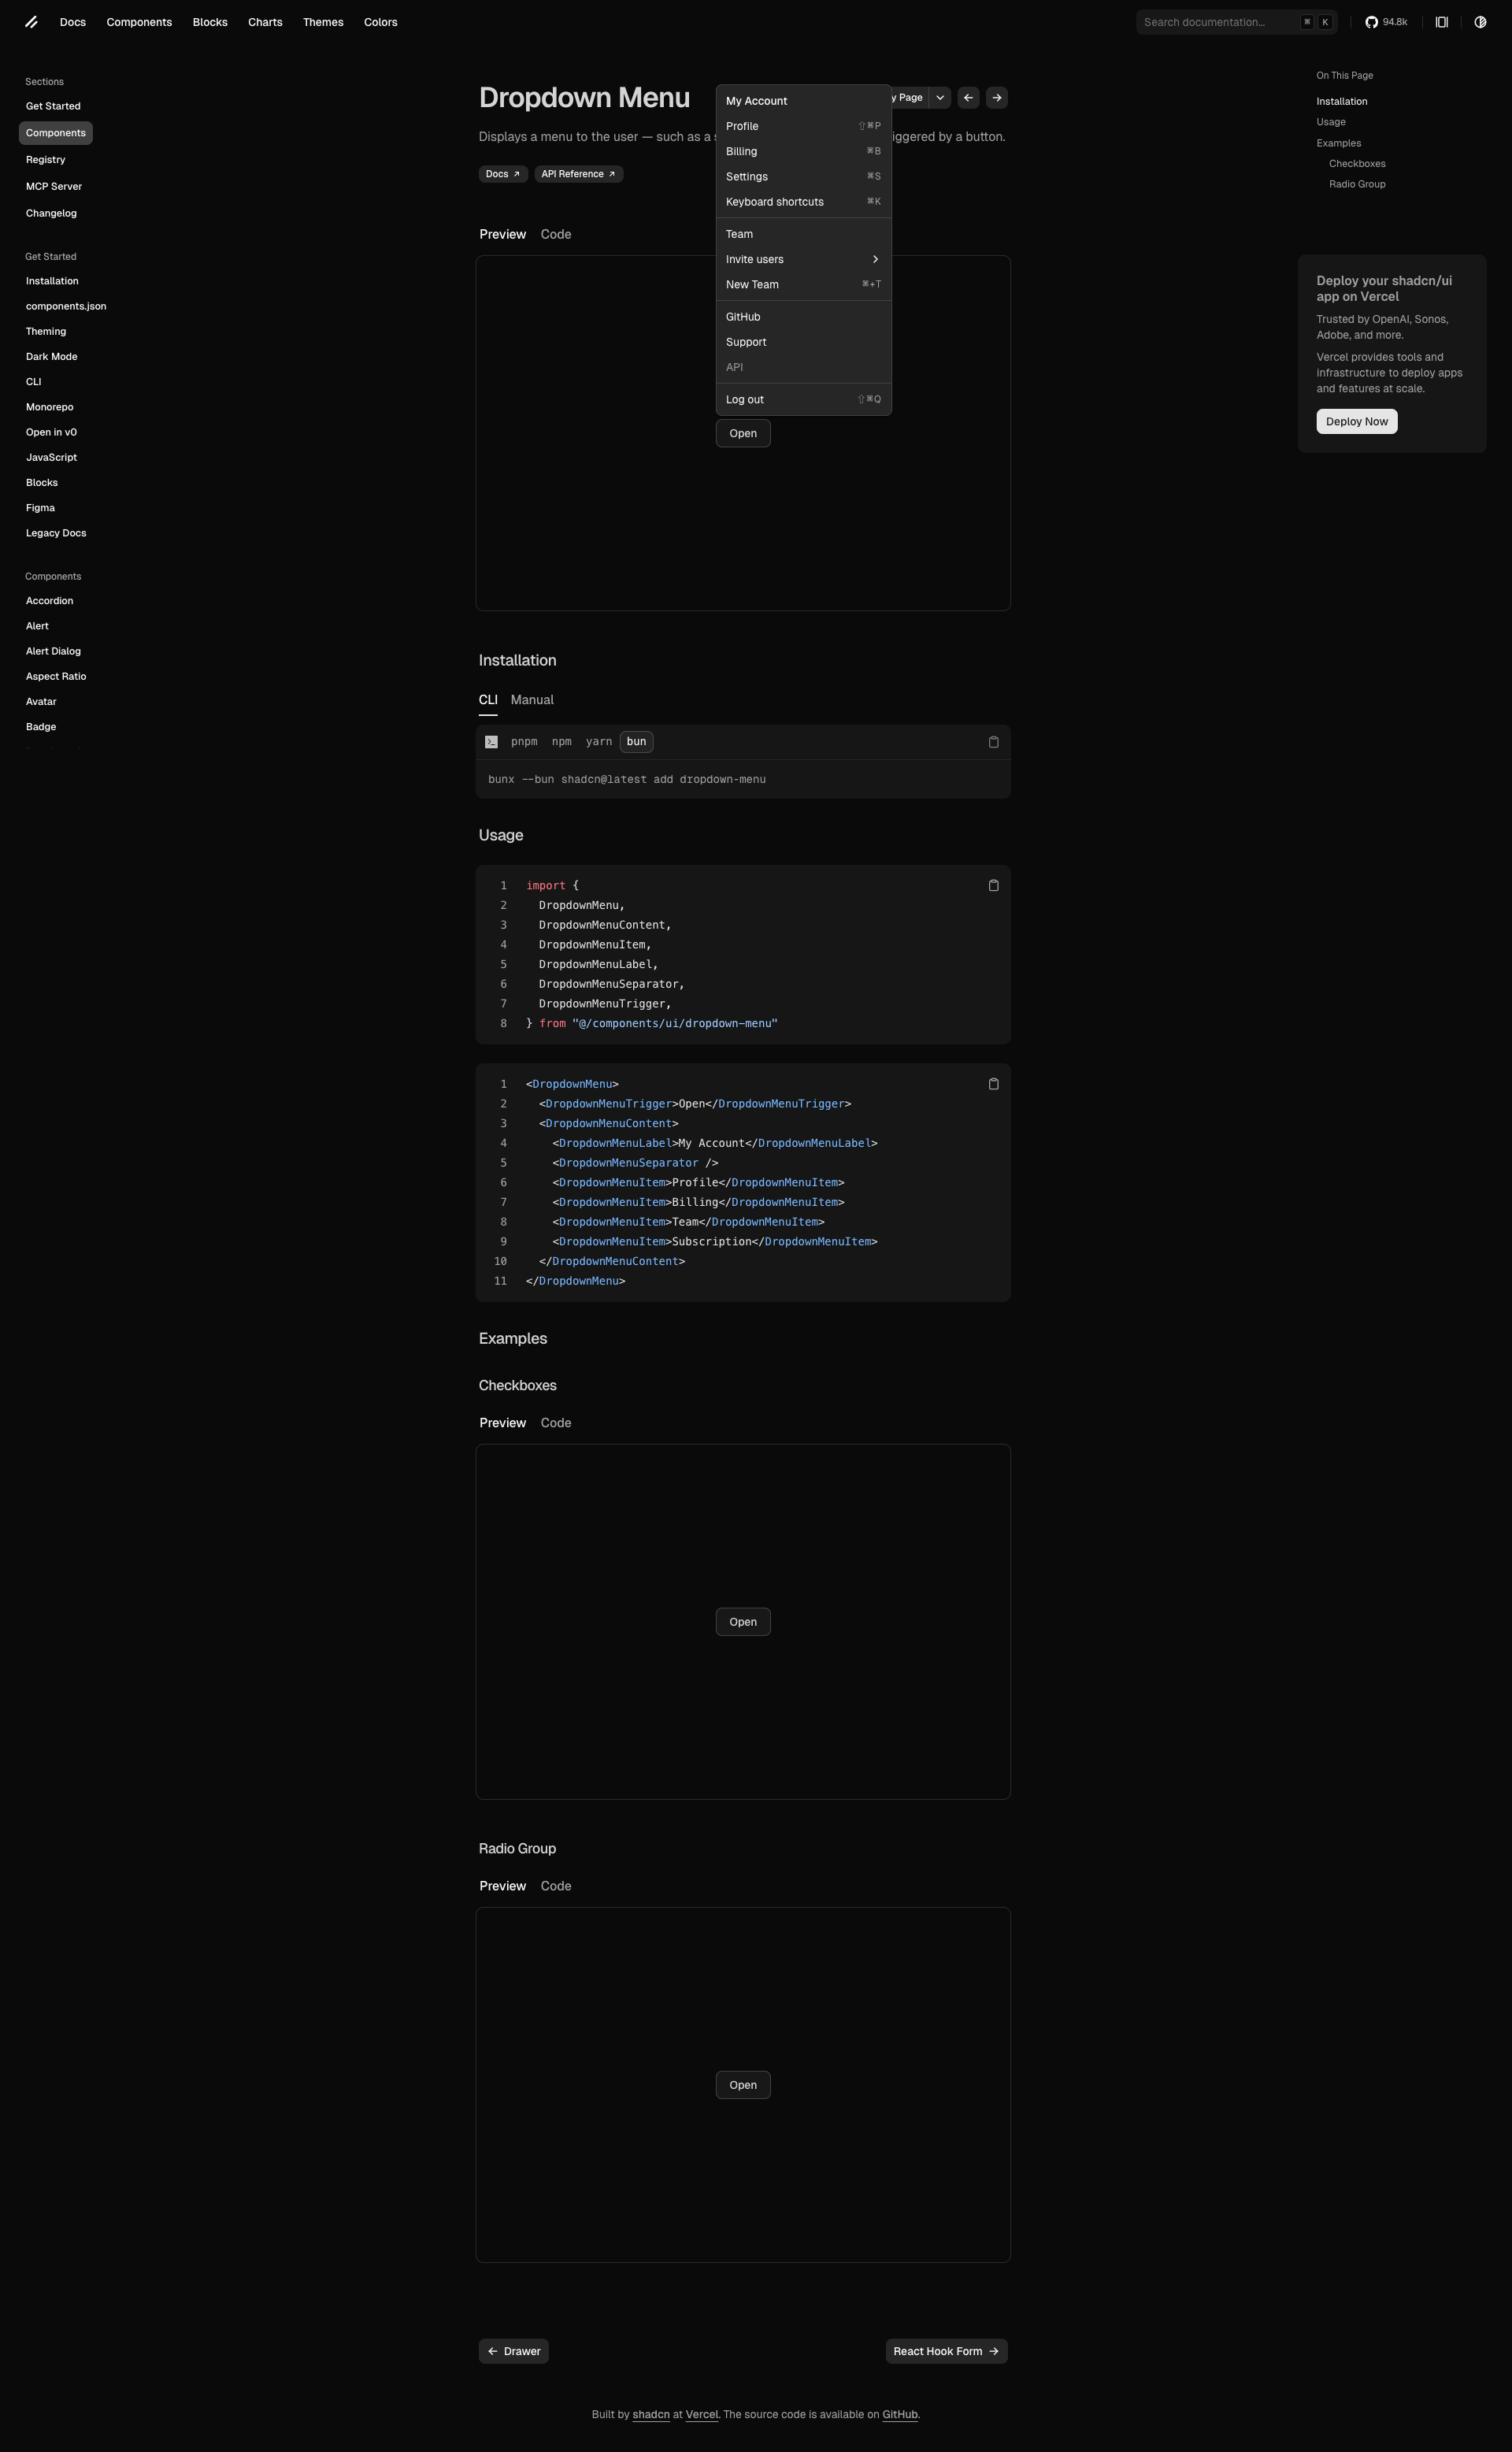 Docs Components Blocks Charts Themes Colors
Search documentation... ⌘ K
94.8k
Sections
Get Started
Components
Registry
MCP Server
Changelog
Get Started
Installation
components.json
Theming
Dark Mode
CLI
Monorepo
Open in v0
JavaScript
Blocks
Figma
Legacy Docs
Components
Accordion
Alert
Alert Dialog
Aspect Ratio
Avatar
Badge
Dropdown Menu
y Page
Displays a menu to the user — such as a iggered by a button.
Docs API Reference
My Account
Profile ⇧⌘P
Billing ⌘B
Settings ⌘S
Keyboard shortcuts ⌘K
Team
Invite users
New Team ⌘+T
GitHub
Support
API
Log out ⇧⌘Q
Preview Code
Open
Installation
CLI Manual
pnpm npm yarn bun
bunx --bun shadcn@latest add dropdown-menu
Usage
1 import {
2 DropdownMenu,
3 DropdownMenuContent,
4 DropdownMenuItem,
5 DropdownMenuLabel,
6 DropdownMenuSeparator,
7 DropdownMenuTrigger,
8 } from "@/components/ui/dropdown-menu"
1 <DropdownMenu>
2 <DropdownMenuTrigger>Open</DropdownMenuTrigger>
3 <DropdownMenuContent>
4 <DropdownMenuLabel>My Account</DropdownMenuLabel>
5 <DropdownMenuSeparator />
6 <DropdownMenuItem>Profile</DropdownMenuItem>
7 <DropdownMenuItem>Billing</DropdownMenuItem>
8 <DropdownMenuItem>Team</DropdownMenuItem>
9 <DropdownMenuItem>Subscription</DropdownMenuItem>
10 </DropdownMenuContent>
11 </DropdownMenu>
Examples
Checkboxes
Preview Code
Open
Radio Group
Preview Code
Open
Drawer
React Hook Form
Built by shadcn at Vercel. The source code is available on GitHub.
On This Page
Installation
Usage
Examples
Checkboxes
Radio Group
Deploy your shadcn/ui
app on Vercel
Trusted by OpenAI, Sonos,
Adobe, and more.
Vercel provides tools and
infrastructure to deploy apps
and features at scale.
Deploy Now